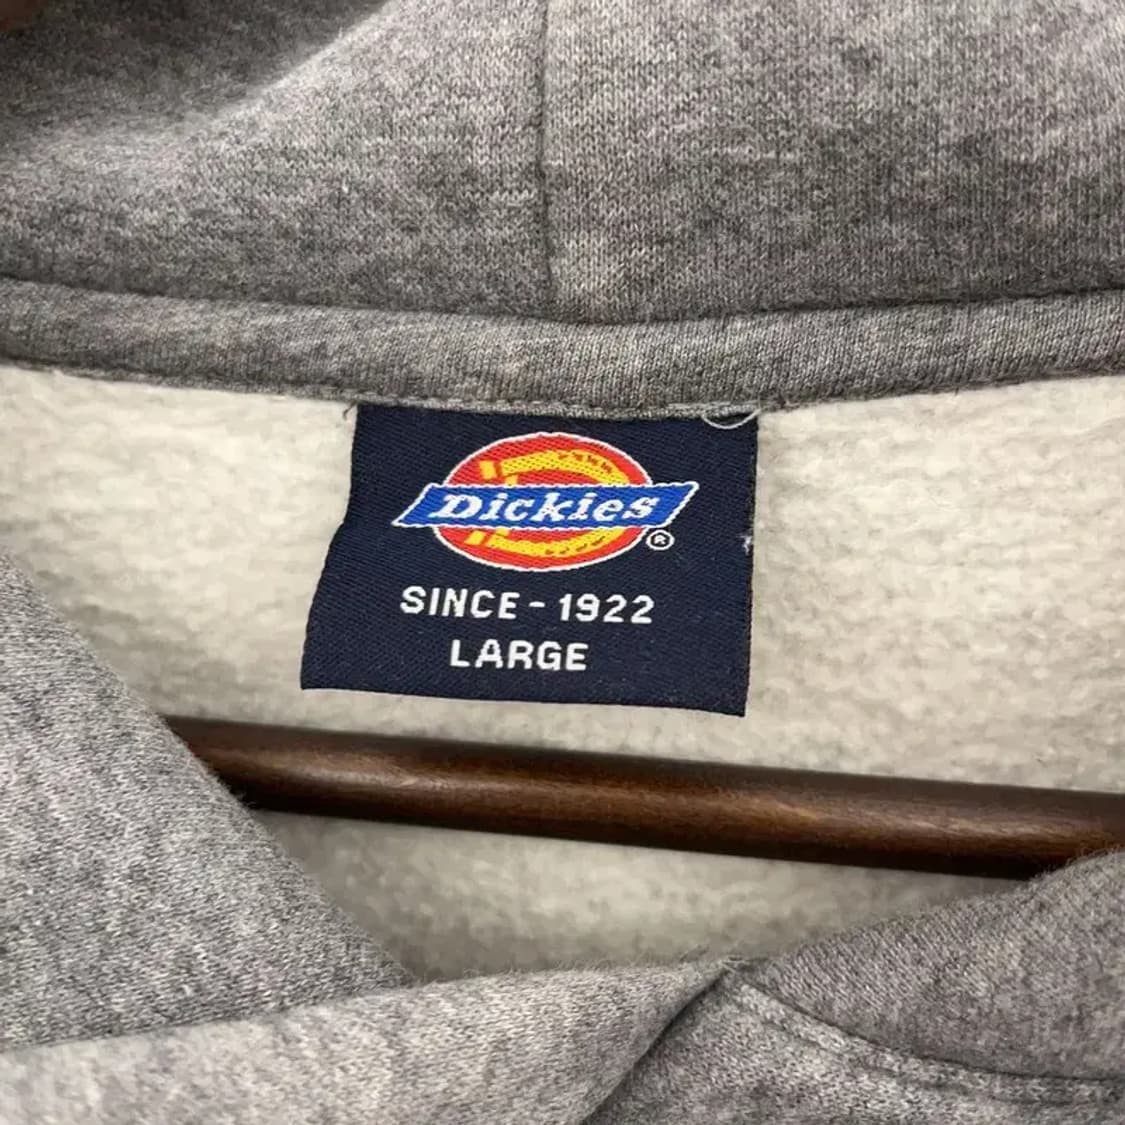 Dickies
®
SINCE - 1922
LARGE